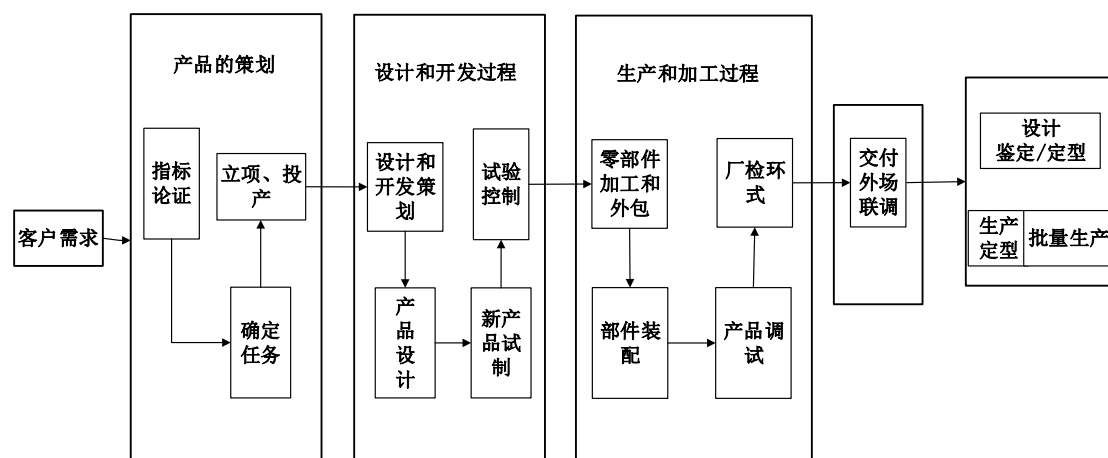 客户需求
产品的策划
指标
论证
确定
任务
立项、投
产
设计和开发过程
设计和
开发策
划
产
品
设
计
新产
品试
制
试验
控制
生产和加工过程
零部件
加工和
外包
部件装
配
产品调
试
厂检环
式
交付
外场
联调
设计
鉴定/定型
生产
定型
批量生产